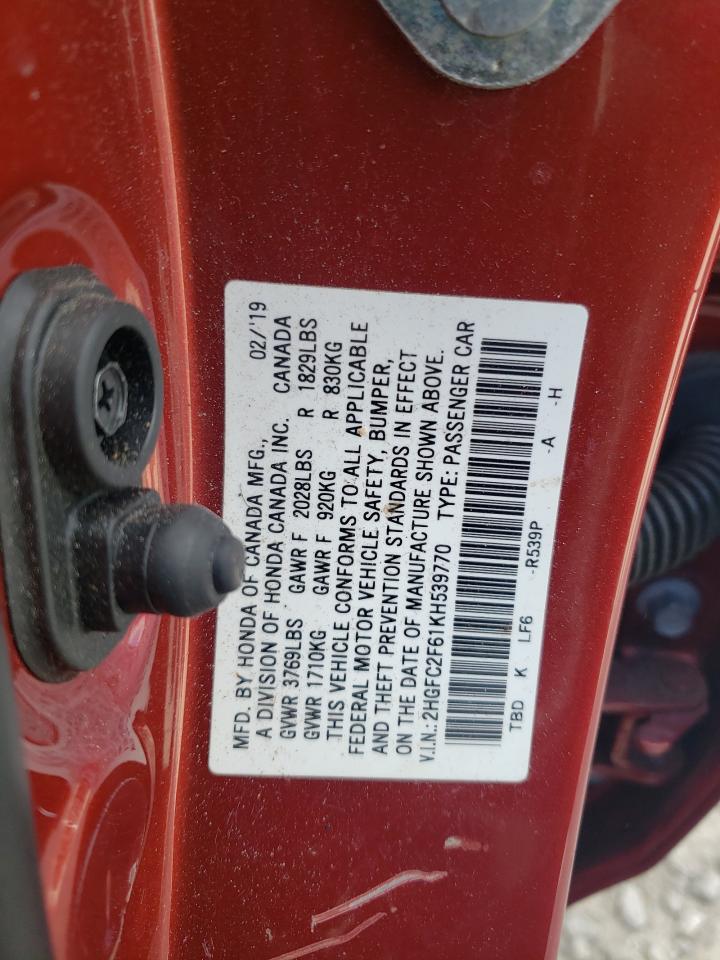 MFD. BY HONDA OF CANADA MFG., 02/'19
A DIVISION OF HONDA CANADA INC. CANADA
GVWR 3769LBS GAWR F 2028LBS R 1829LBS
GVWR 1710KG GAWR F 920KG R 830KG
THIS VEHICLE CONFORMS TO ALL APPLICABLE
FEDERAL MOTOR VEHICLE SAFETY, BUMPER,
AND THEFT PREVENTION STANDARDS IN EFFECT
ON THE DATE OF MANUFACTURE SHOWN ABOVE.
V.I.N.: 2HGFC2F61KH539770 TYPE: PASSENGER CAR
TBD K LF6 -R539P -A -H